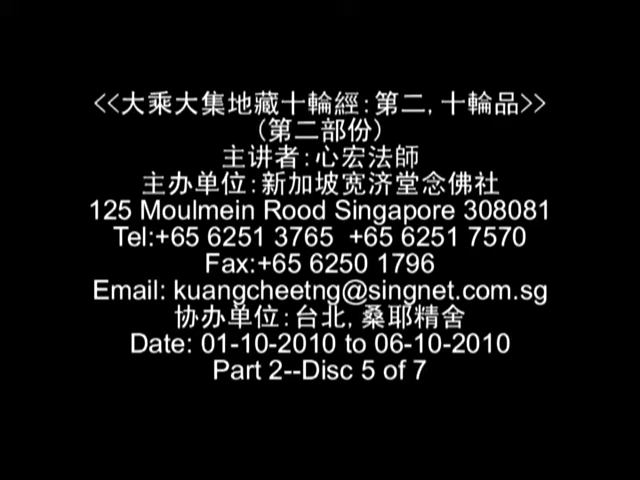 <<大乘大集地藏十輪經:第二,十輪品>>
(第二部份)
主讲者:心宏法師
主办单位:新加坡宽济堂念佛社
125 Moulmein Rood Singapore 308081
Tel:+65 6251 3765  +65 6251 7570
Fax:+65 6250 1796
Email: kuangcheetng@singnet.com.sg
协办单位:台北,桑耶精舍
Date: 01-10-2010 to 06-10-2010
Part 2--Disc 5 of 7